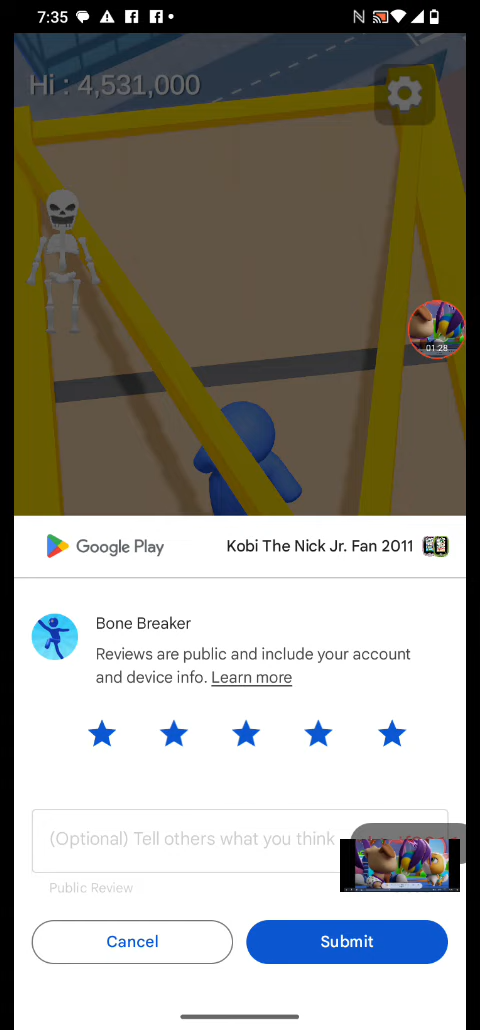 7:35
Hi : 4,531,000
01:28
Google Play
Kobi The Nick Jr. Fan 2011
Bone Breaker
Reviews are public and include your account
and device info. Learn more
(Optional) Tell others what you think
Public Review
Cancel
Submit